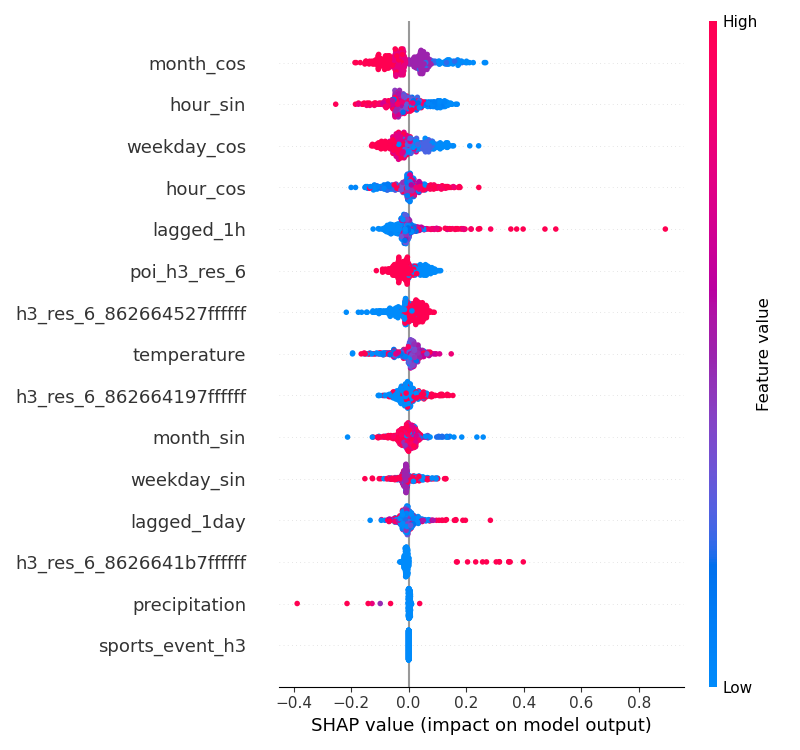 High
month_cos
hour_sin
weekday_cos
hour_cos
lagged_1h
poi_h3_res_6
h3_res_6_862664527ffffff
temperature
h3_res_6_862664197ffffff
month_sin
weekday_sin
lagged_1day
h3_res_6_8626641b7ffffff
precipitation
sports_event_h3
Feature value
Low
−0.4 −0.2 0.0 0.2 0.4 0.6 0.8
SHAP value (impact on model output)